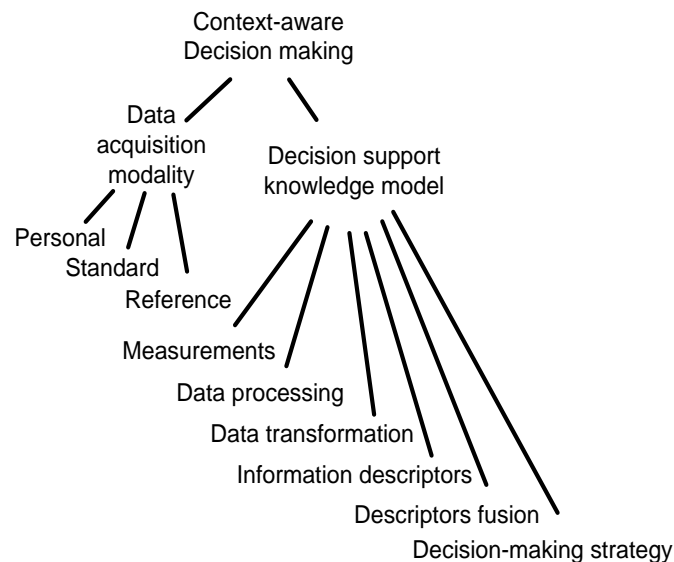 Context-aware
Decision making
Data
acquisition
modality
Decision support
knowledge model
Personal
Standard
Reference
Measurements
Data processing
Data transformation
Information descriptors
Descriptors fusion
Decision-making strategy